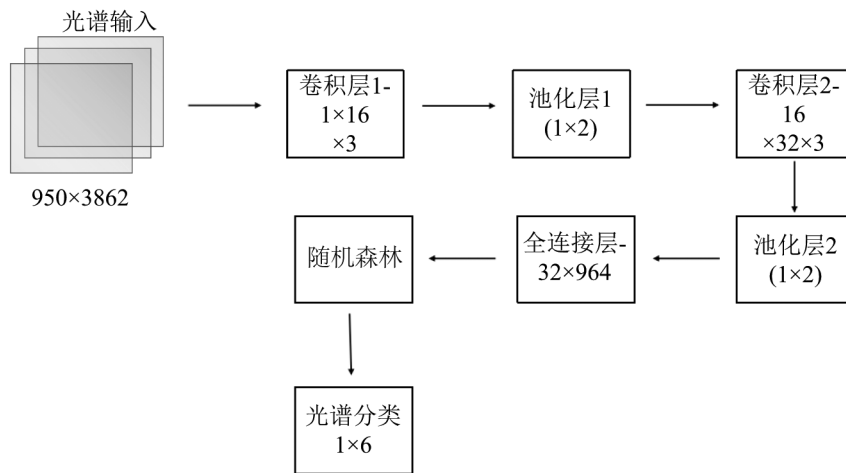 光谱输入
950×3862
卷积层1-
1×16
×3
池化层1
(1×2)
卷积层2-
16
×32×3
池化层2
(1×2)
全连接层-
32×964
随机森林
光谱分类
1×6